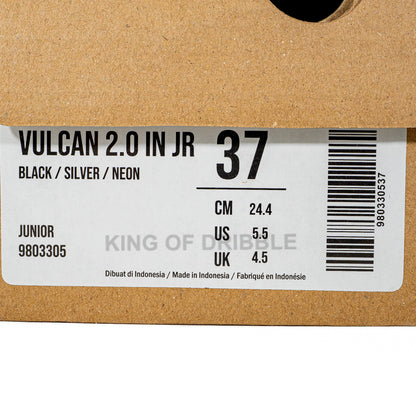 VULCAN 2.0 IN JR
BLACK / SILVER / NEON
37
CM 24.4
US 5.5
UK 4.5
JUNIOR
9803305
KING OF DRIBBLE
Dibuat di Indonesia / Made in Indonesia / Fabriqué en Indonésie
980330537